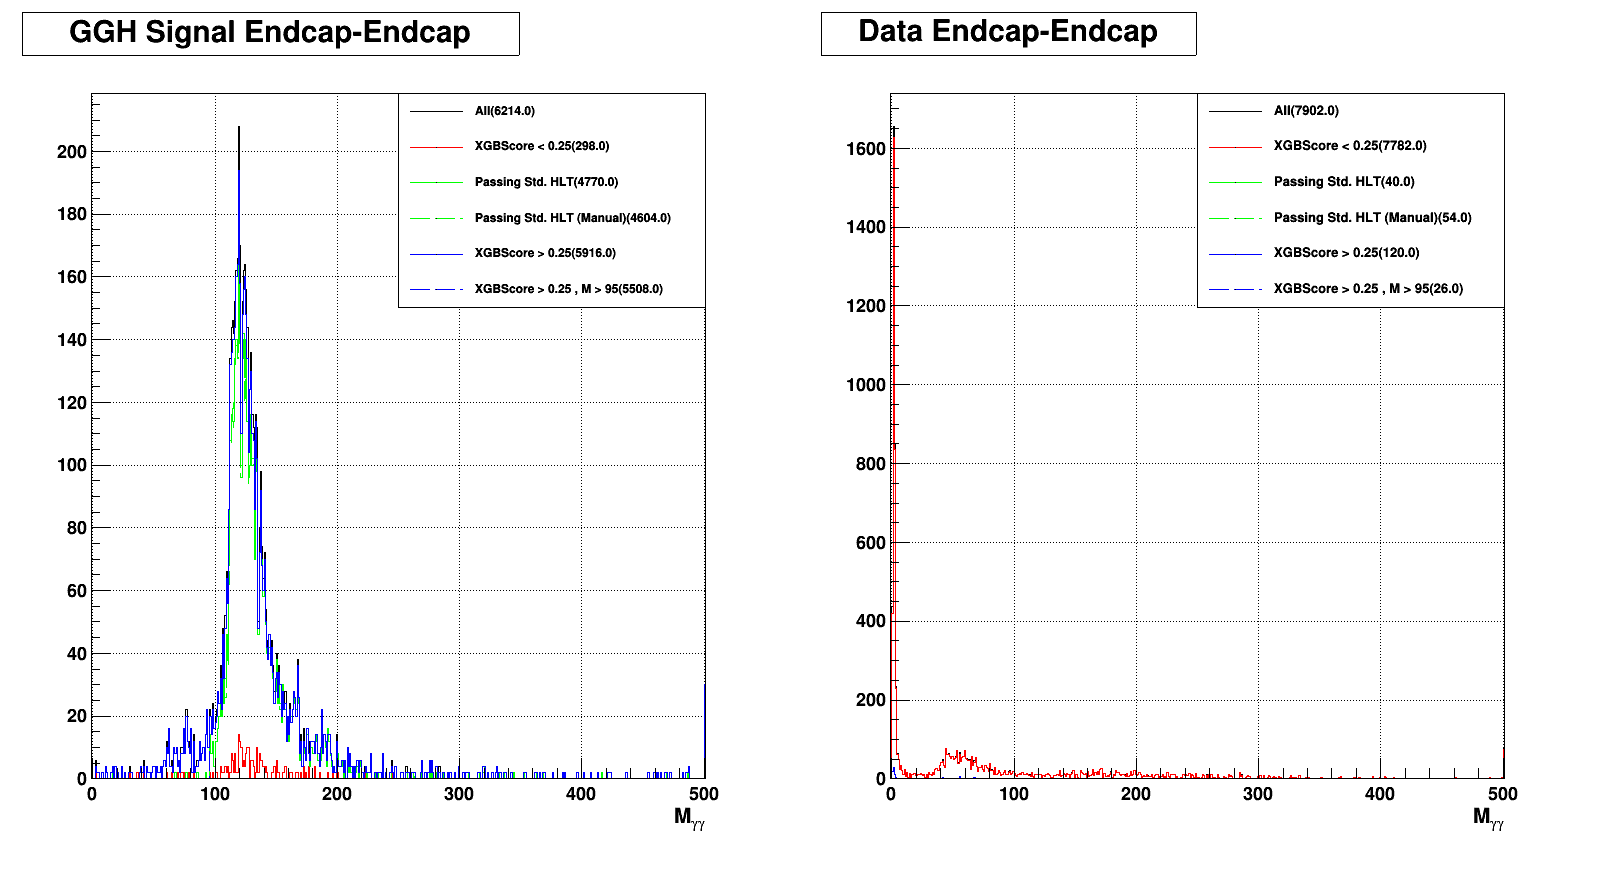 GGH Signal Endcap-Endcap
All(6214.0)
XGBScore < 0.25(298.0)
Passing Std. HLT(4770.0)
Passing Std. HLT (Manual)(4604.0)
XGBScore > 0.25(5916.0)
XGBScore > 0.25 , M > 95(5508.0)
200
180
160
140
120
100
80
60
40
20
0
0 100 200 300 400 500
Mγγ
Data Endcap-Endcap
All(7902.0)
XGBScore < 0.25(7782.0)
Passing Std. HLT(40.0)
Passing Std. HLT (Manual)(54.0)
XGBScore > 0.25(120.0)
XGBScore > 0.25 , M > 95(26.0)
1600
1400
1200
1000
800
600
400
200
0
0 100 200 300 400 500
Mγγ